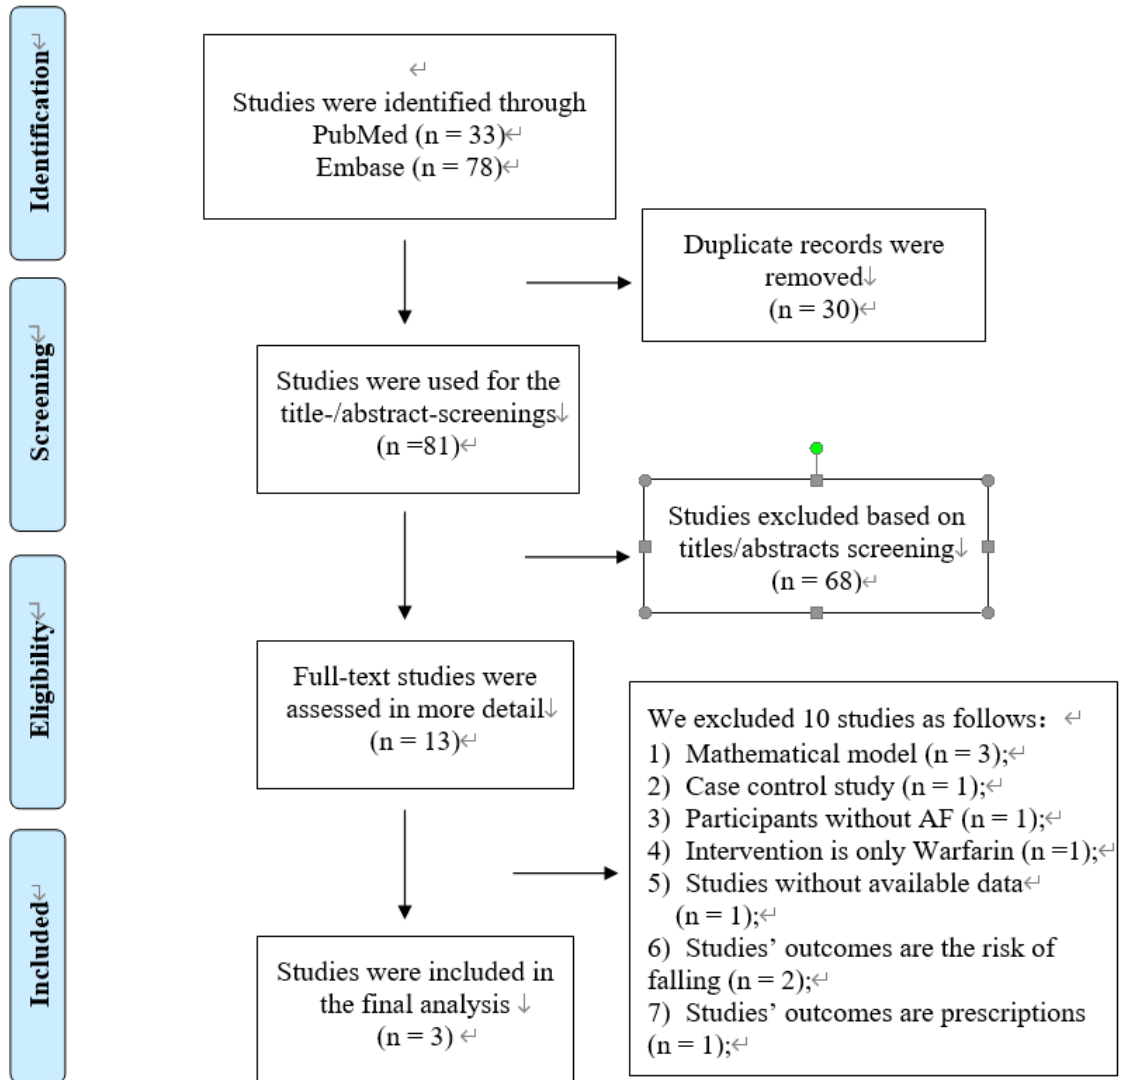 Identification
Studies were identified through
PubMed (n = 33)
Embase (n = 78)
Duplicate records were
removed
(n = 30)
Screening
Studies were used for the
title-/abstract-screenings
(n =81)
Studies excluded based on
titles/abstracts screening
(n = 68)
Eligibility
Full-text studies were
assessed in more detail
(n = 13)
We excluded 10 studies as follows:
1) Mathematical model (n = 3);
2) Case control study (n = 1);
3) Participants without AF (n = 1);
4) Intervention is only Warfarin (n =1);
5) Studies without available data
(n = 1);
6) Studies’ outcomes are the risk of
falling (n = 2);
7) Studies’ outcomes are prescriptions
(n = 1);
Included
Studies were included in
the final analysis
(n = 3)